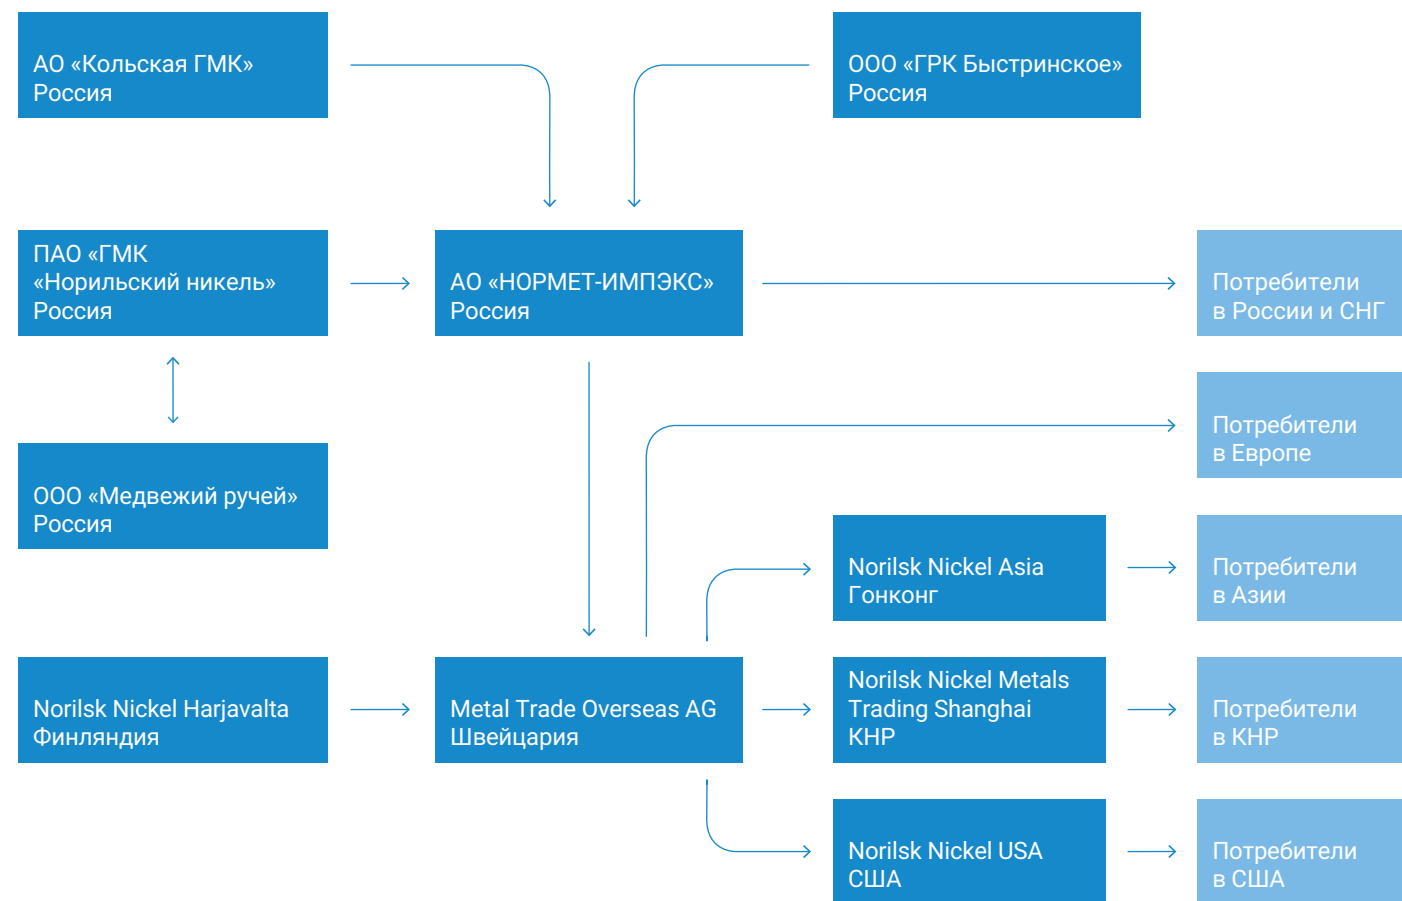 АО «Кольская ГМК»
Россия
ООО «ГРК Быстринское»
Россия
ПАО «ГМК
«Норильский никель»
Россия
АО «НОРМЕТ-ИМПЭКС»
Россия
Потребители
в России и СНГ
Потребители
в Европе
ООО «Медвежий ручей»
Россия
Norilsk Nickel Asia
Гонконг
Потребители
в Азии
Norilsk Nickel Harjavalta
Финляндия
Metal Trade Overseas AG
Швейцария
Norilsk Nickel Metals
Trading Shanghai
КНР
Потребители
в КНР
Norilsk Nickel USA
США
Потребители
в США